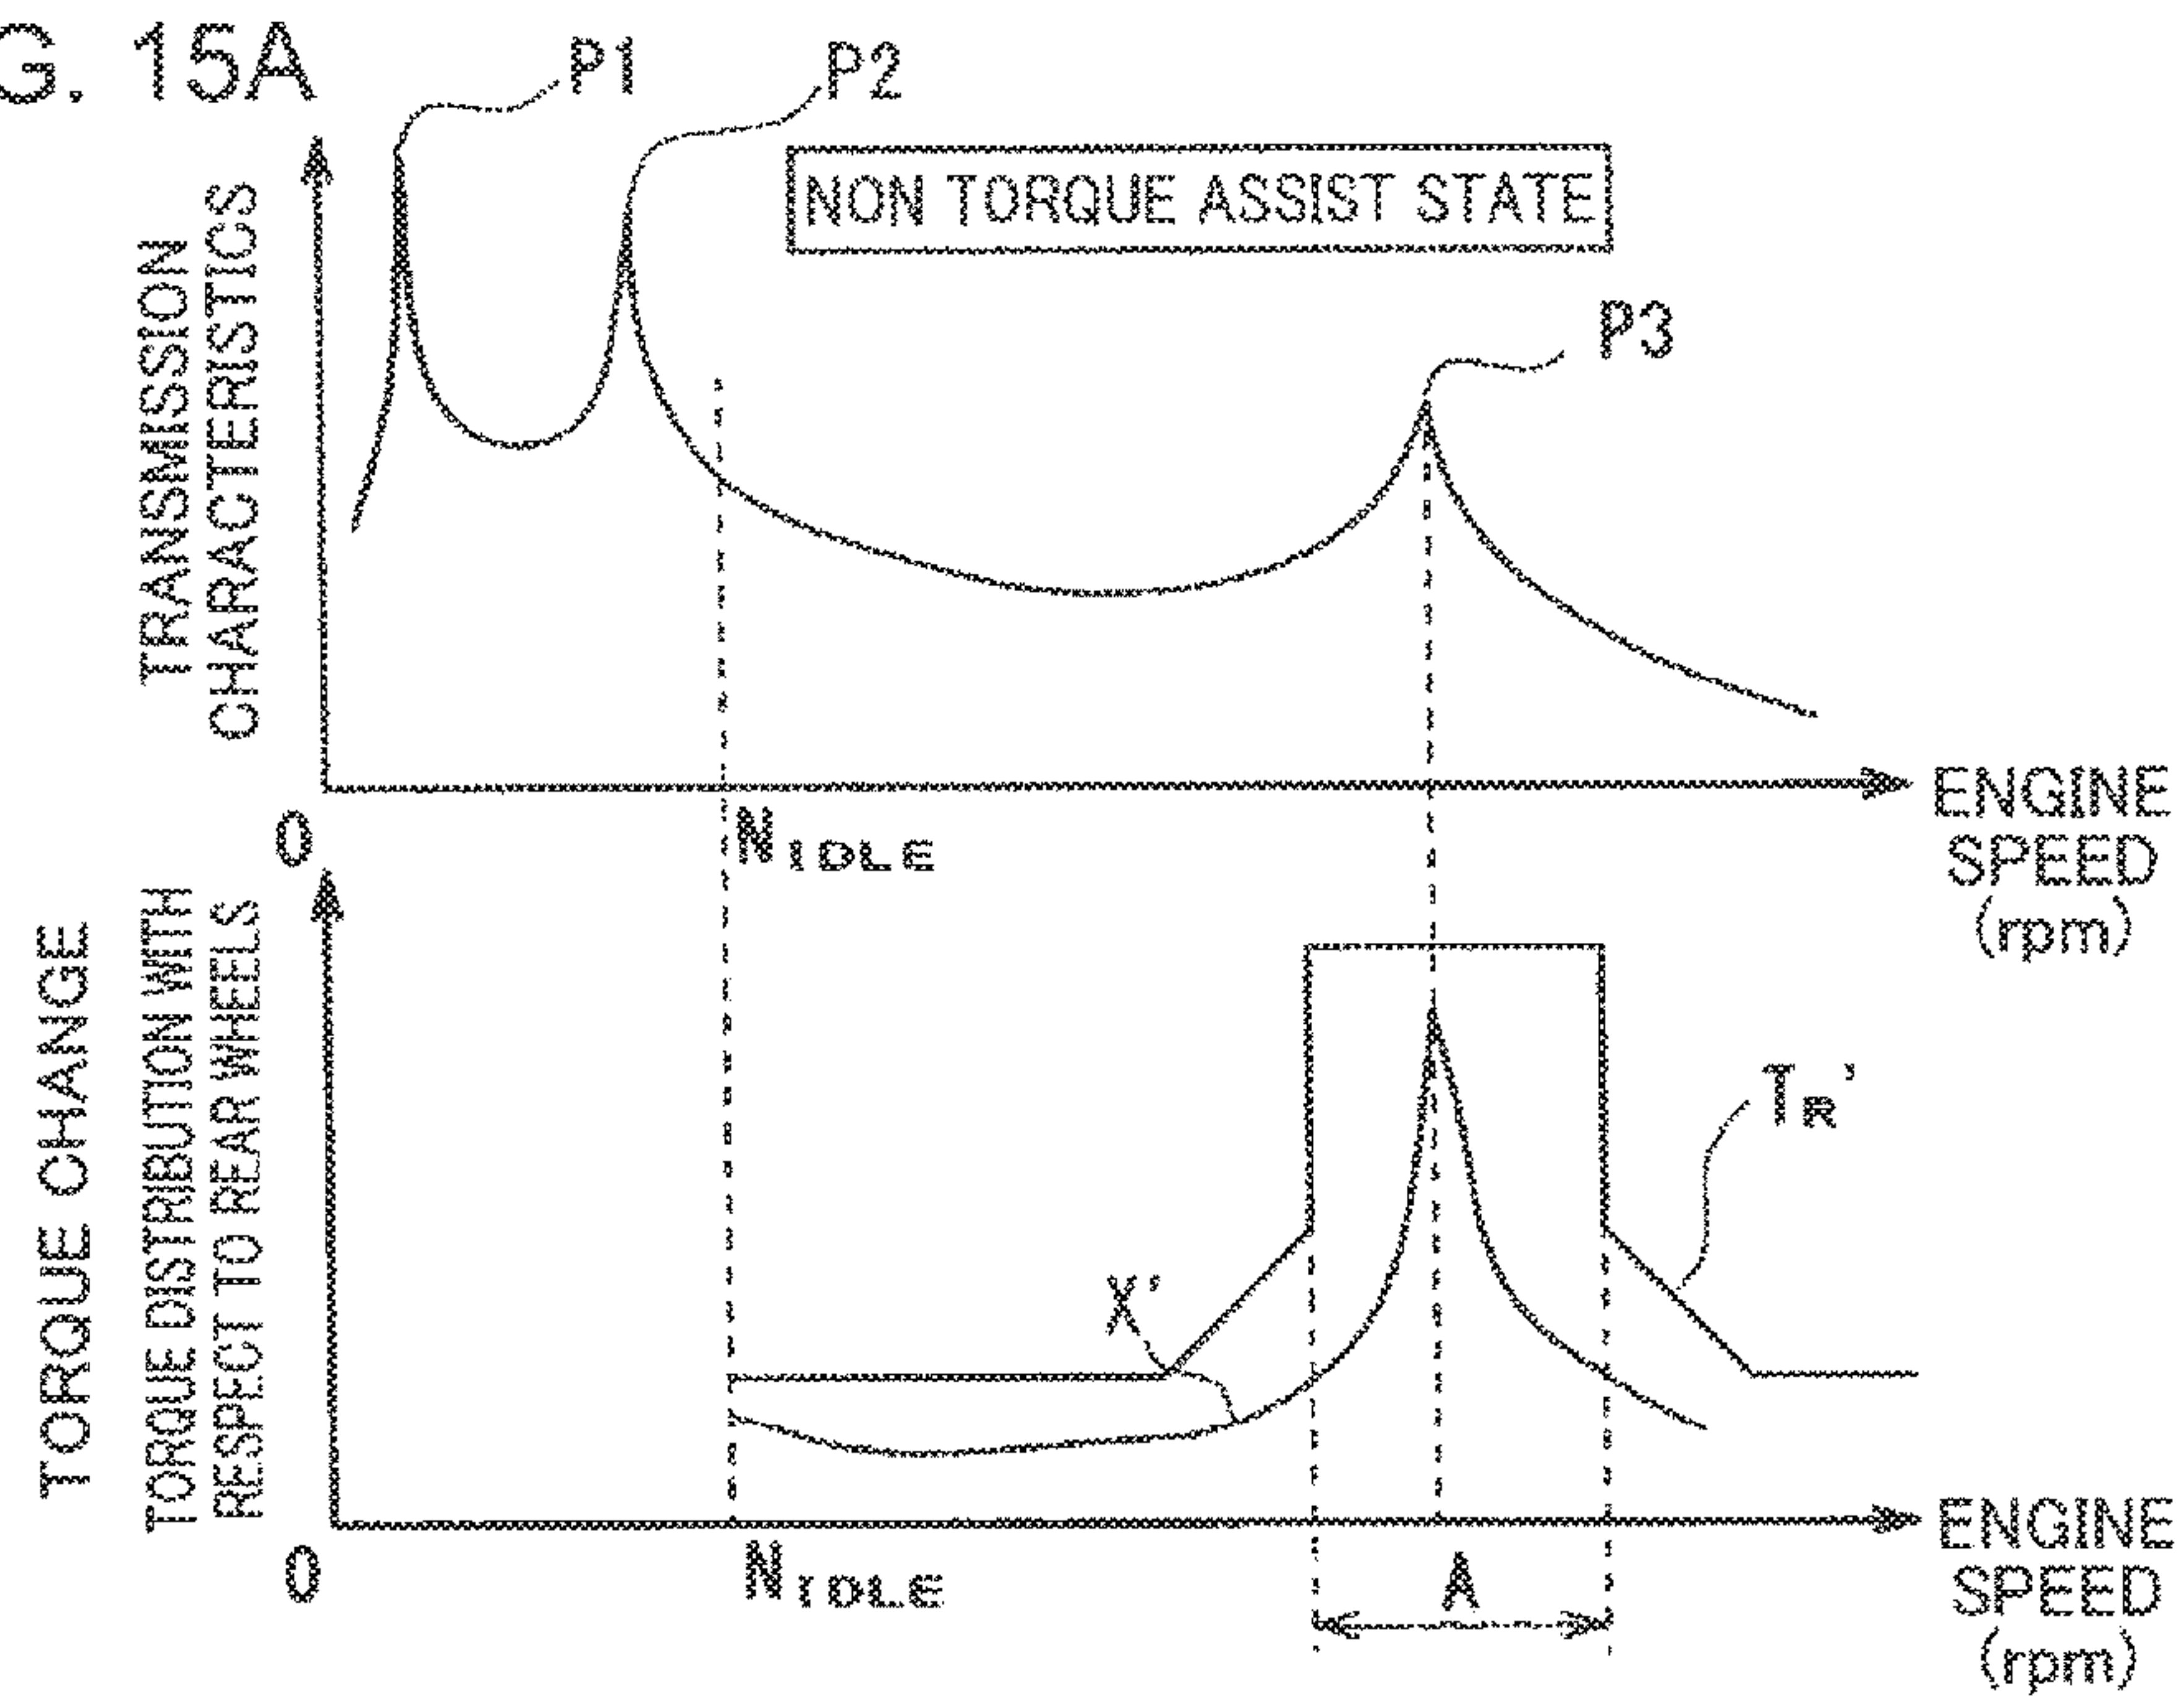 G. 15A
P1
P2
NON TORQUE ASSIST STATE
P3
TRANSMISSION
CHARACTERISTICS
ENGINE
SPEED
(rpm)
0
NIDLE
TORQUE CHANGE
TORQUE DISTRIBUTION WITH
RESPECT TO REAR WHEELS
TR'
X'
ENGINE
SPEED
(rpm)
0
NIDLE
A